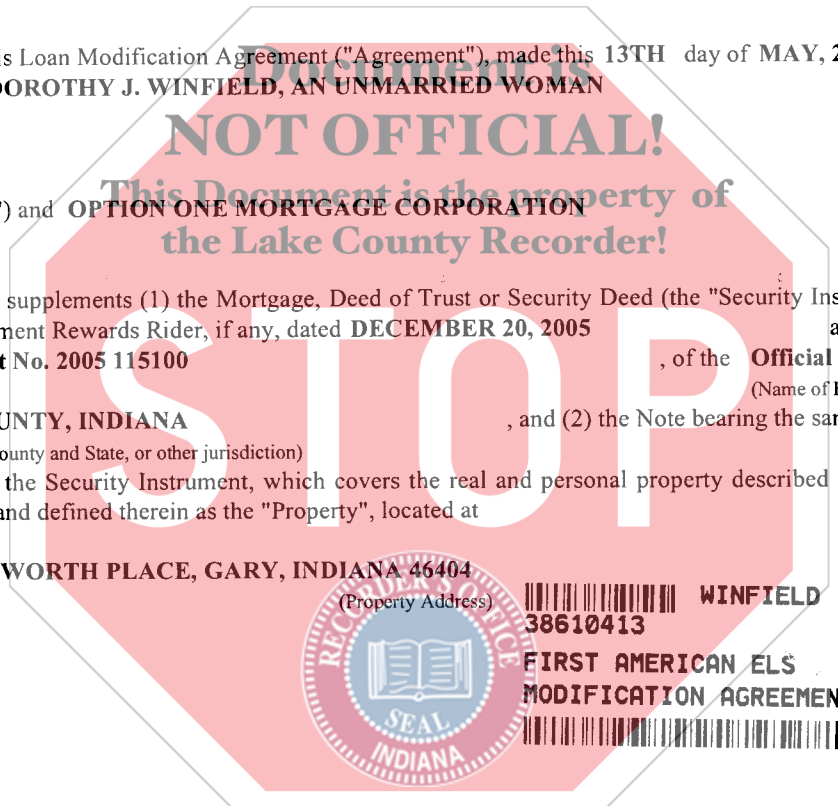 is Loan Modification Agreement ("Agreement"), made this 13TH day of MAY, 2
Document is
DOROTHY J. WINFIELD, AN UNMARRIED WOMAN
NOT OFFICIAL!
This Document is the property of
") and OPTION ONE MORTGAGE CORPORATION
the Lake County Recorder!
supplements (1) the Mortgage, Deed of Trust or Security Deed (the "Security Ins
ment Rewards Rider, if any, dated DECEMBER 20, 2005 a
t No. 2005 115100 , of the Official
(Name of
UNTY, INDIANA , and (2) the Note bearing the sa
ounty and State, or other jurisdiction)
the Security Instrument, which covers the real and personal property described
and defined therein as the "Property", located at
STOP
WORTH PLACE, GARY, INDIANA 46404
(Property Address)
WINFIELD
38610413
FIRST AMERICAN ELS
MODIFICATION AGREEMEN
RECORDER'S OFFICE
SEAL
INDIANA